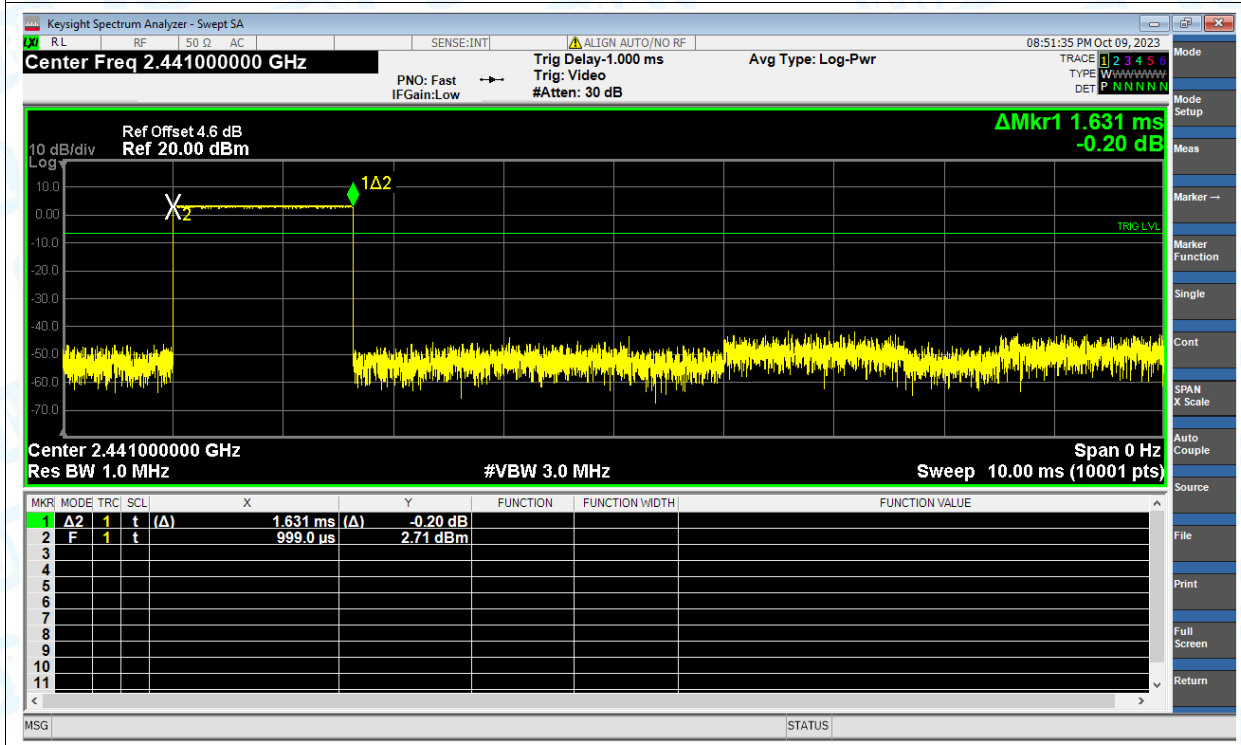 Keysight Spectrum Analyzer - Swept SA
LXI RL RF 50 Ω AC SENSE:INT ALIGN AUTO/NO RF 08:51:35 PM Oct 09, 2023
Center Freq 2.441000000 GHz
PNO: Fast
IFGain:Low
Trig Delay-1.000 ms
Trig: Video
#Atten: 30 dB
Avg Type: Log-Pwr
TRACE 1 2 3 4 5 6
TYPE WWWWWW
DET P N N N N N
ΔMkr1 1.631 ms
-0.20 dB
Ref Offset 4.6 dB
10 dB/div Ref 20.00 dBm
Log
10.0
0.00
-10.0
-20.0
-30.0
-40.0
-50.0
-60.0
-70.0
1Δ2
2
TRIG LVL
Center 2.441000000 GHz Span 0 Hz
Res BW 1.0 MHz #VBW 3.0 MHz Sweep 10.00 ms (10001 pts)
MKR MODE TRC SCL X Y FUNCTION FUNCTION WIDTH FUNCTION VALUE
1 Δ2 1 t (Δ) 1.631 ms (Δ) -0.20 dB
2 F 1 t 999.0 µs 2.71 dBm
3
4
5
6
7
8
9
10
11
MSG STATUS
Mode
Mode
Setup
Meas
Marker →
Marker
Function
Single
Cont
SPAN
X Scale
Auto
Couple
Source
File
Print
Full
Screen
Return